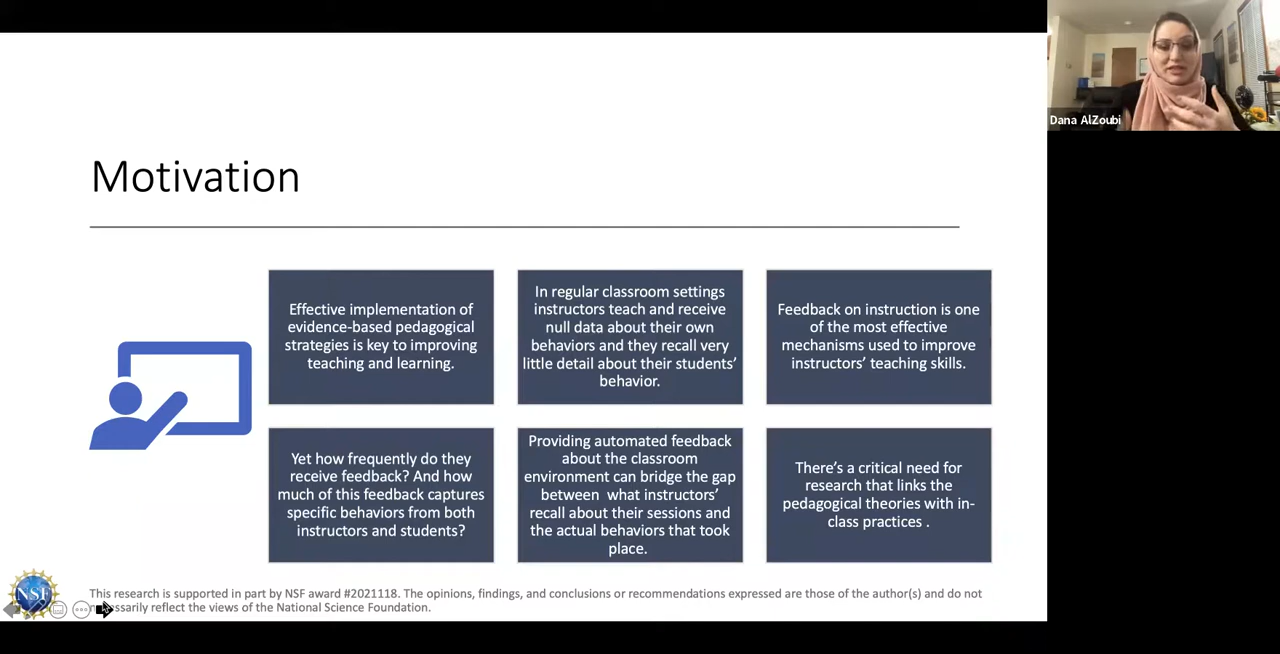 Dana AlZoubi
Motivation
Effective implementation of
evidence-based pedagogical
strategies is key to improving
teaching and learning.
In regular classroom settings
instructors teach and receive
null data about their own
behaviors and they recall very
little detail about their students’
behavior.
Feedback on instruction is one
of the most effective
mechanisms used to improve
instructors’ teaching skills.
Yet how frequently do they
receive feedback? And how
much of this feedback captures
specific behaviors from both
instructors and students?
Providing automated feedback
about the classroom
environment can bridge the gap
between what instructors’
recall about their sessions and
the actual behaviors that took
place.
There’s a critical need for
research that links the
pedagogical theories with in-
class practices .
NSF
This research is supported in part by NSF award #2021118. The opinions, findings, and conclusions or recommendations expressed are those of the author(s) and do
reflect the views of the National Science Foundation.